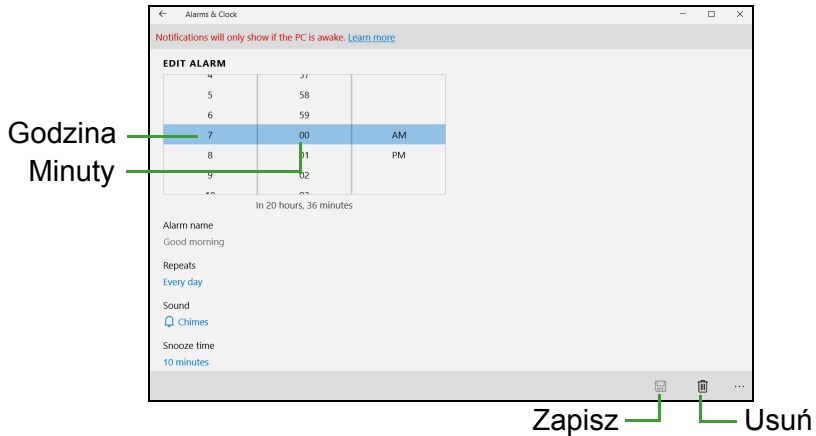 Alarms & Clock
Notifications will only show if the PC is awake. Learn more
EDIT ALARM
5 58
6 59
Godzina
7 00 AM
8 01 PM
Minuty
9 02
In 20 hours, 36 minutes
Alarm name
Good morning
Repeats
Every day
Sound
Chimes
Snooze time
10 minutes
Zapisz
Usuń